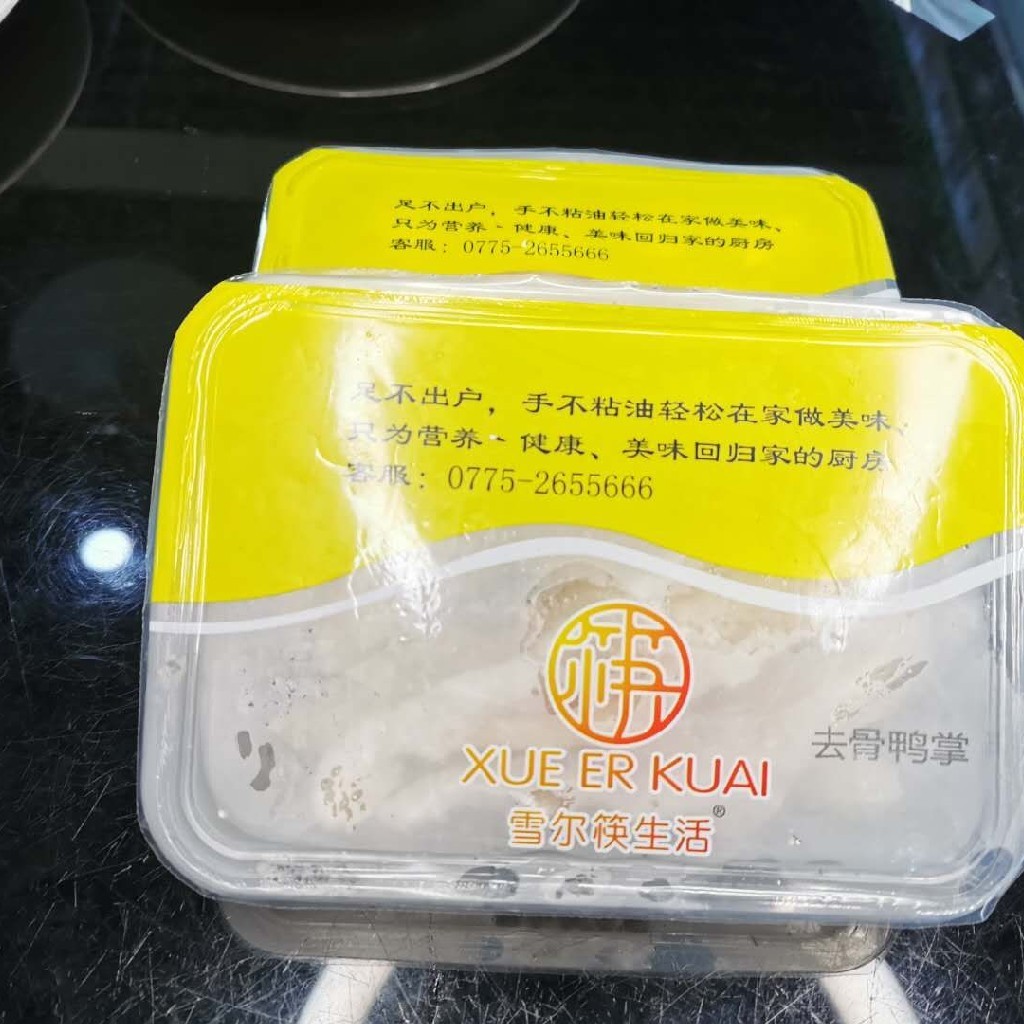 足不出户，手不粘油轻松在家做美味、
只为营养、健康、美味回归家的厨房
客服：0775-2655666
足不出户，手不粘油轻松在家做美味、
只为营养、健康、美味回归家的厨房
客服：0775-2655666
筷
XUE ER KUAI
雪尔筷生活®
去骨鸭掌